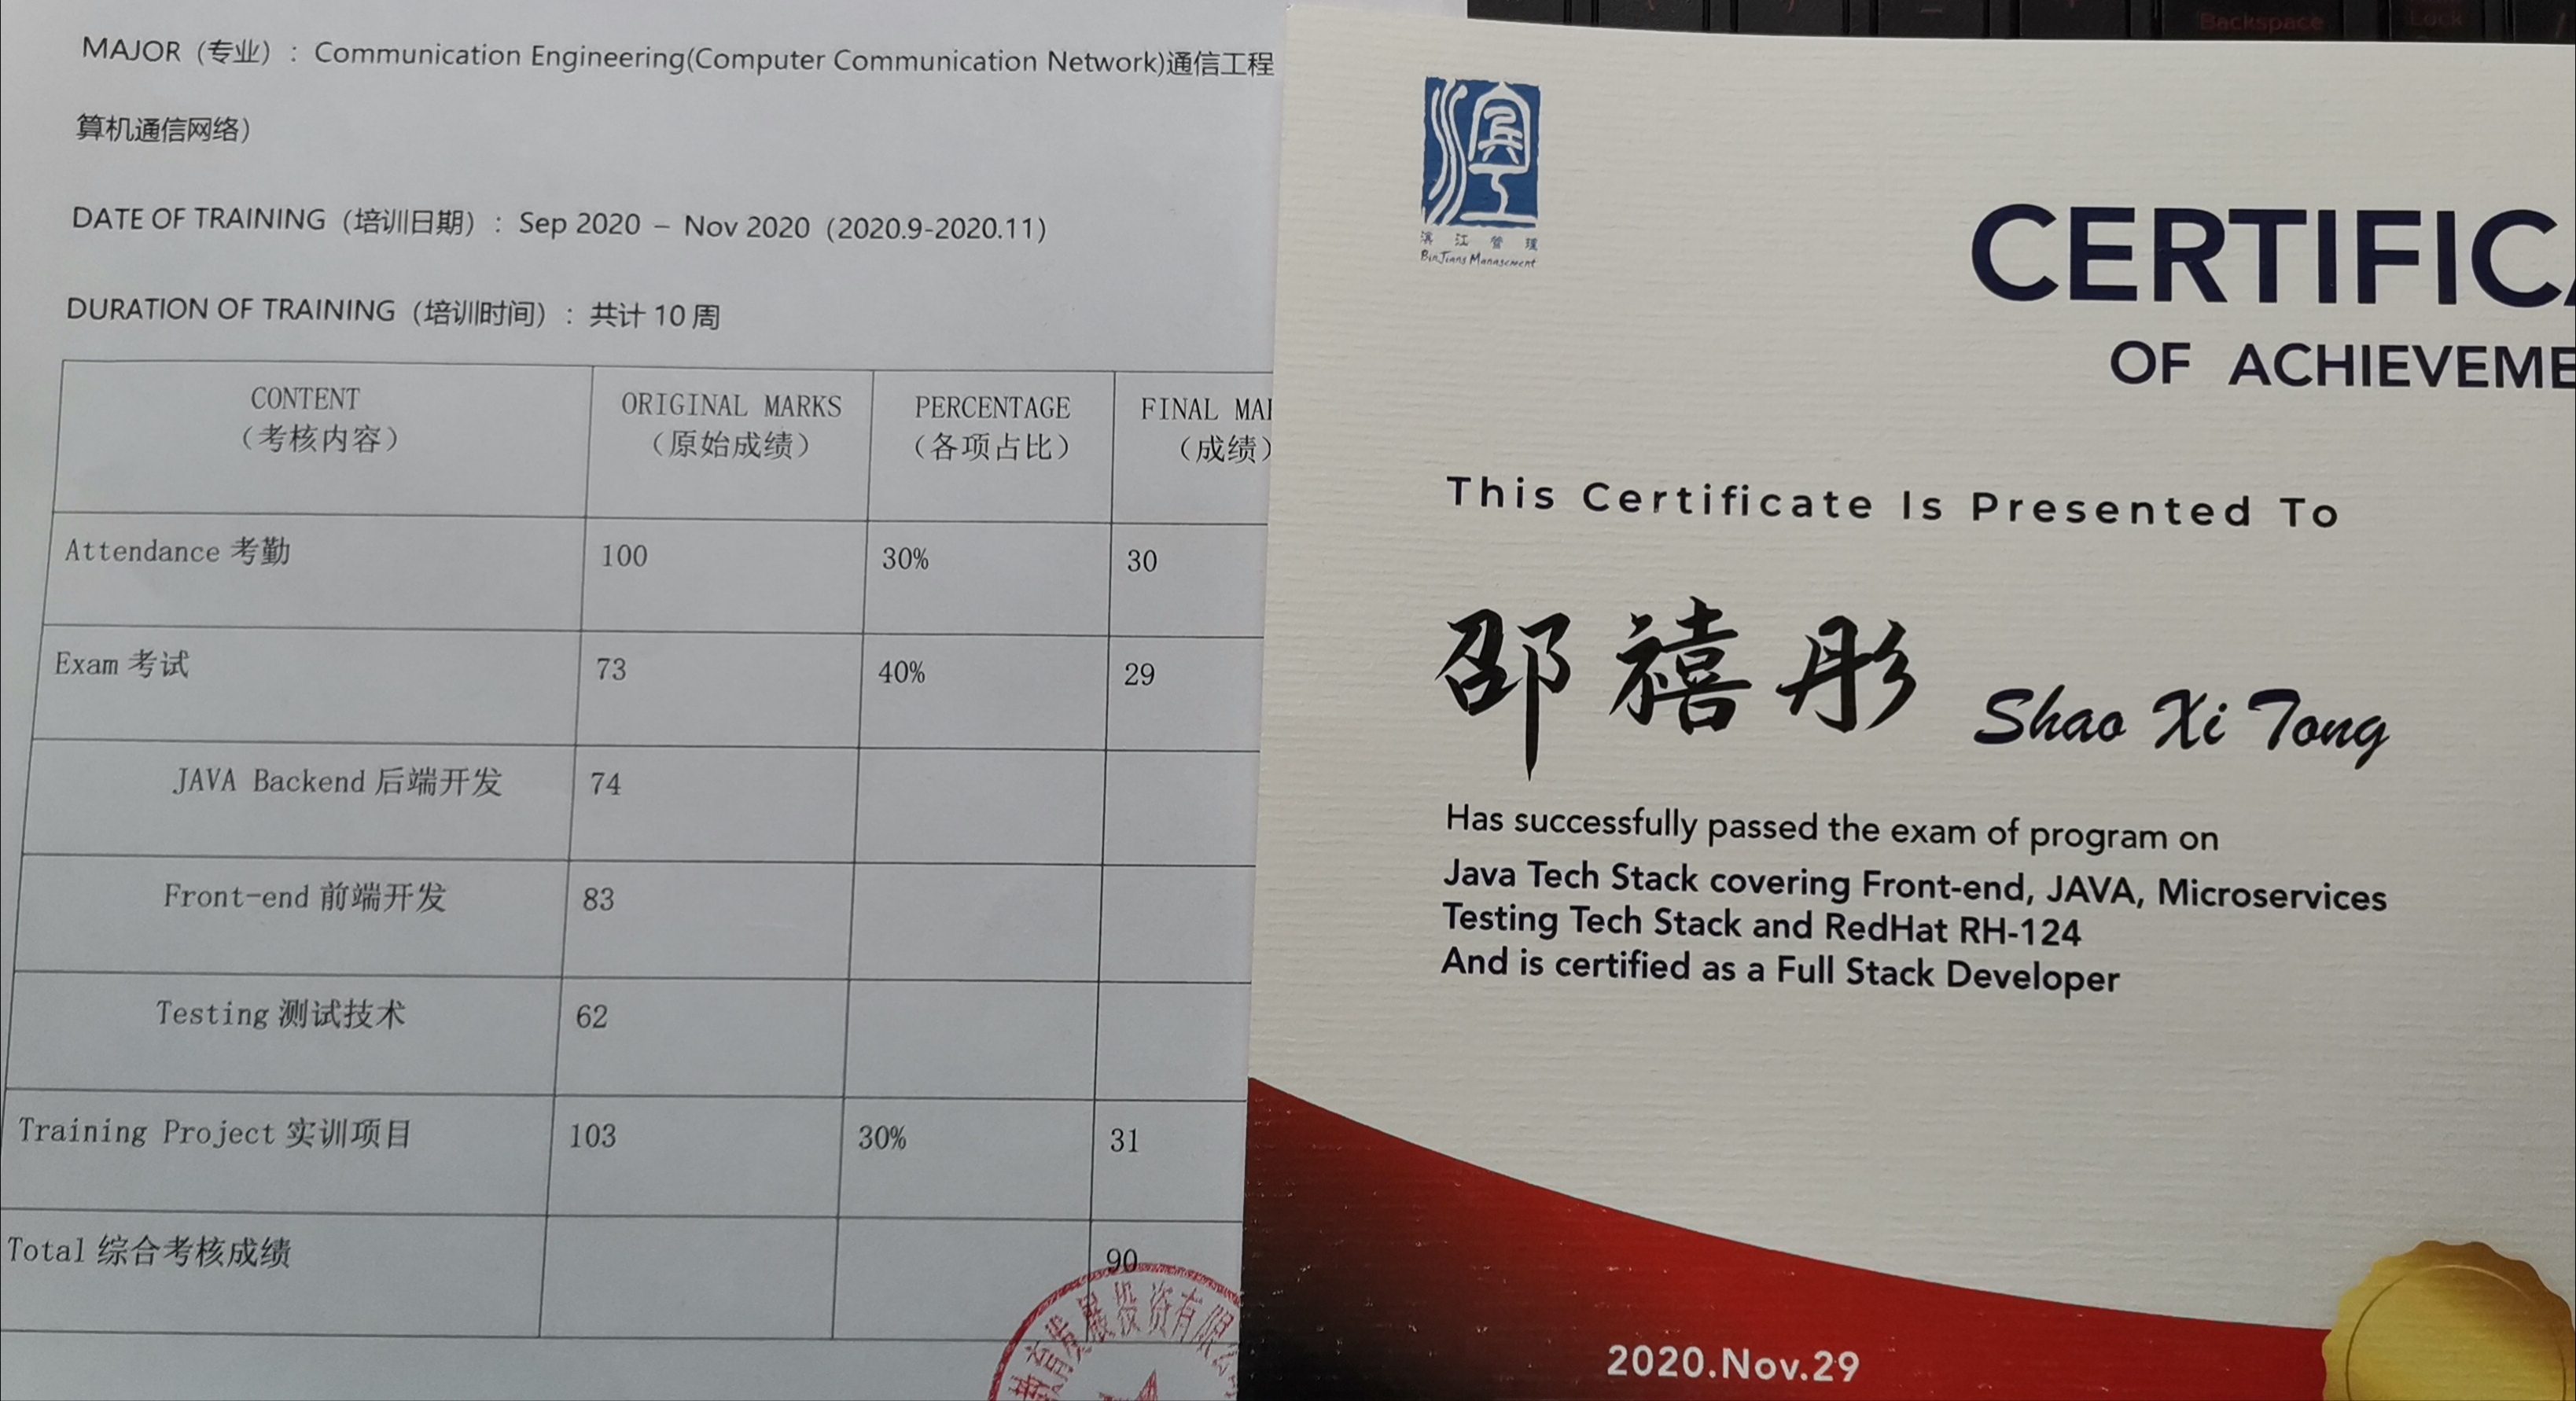 MAJOR（专业）：Communication Engineering(Computer Communication Network)通信工程
算机通信网络）
DATE OF TRAINING（培训日期）：Sep 2020 – Nov 2020（2020.9-2020.11）
DURATION OF TRAINING（培训时间）：共计 10 周
CONTENT ORIGINAL MARKS PERCENTAGE FINAL
（考核内容） （原始成绩） （各项占比） （成绩）
Attendance 考勤 100 30% 30
Exam 考试 73 40% 29
JAVA Backend 后端开发 74
Front-end 前端开发 83
Testing 测试技术 62
Training Project 实训项目 103 30% 31
Total 综合考核成绩 90
展投资有限
Backspace
Lock
滨江
滨江管理
BinJiang Management
CERTIFICA
OF ACHIEVEME
This Certificate Is Presented To
邵禧彤 Shao Xi Tong
Has successfully passed the exam of program on
Java Tech Stack covering Front-end, JAVA, Microservices
Testing Tech Stack and RedHat RH-124
And is certified as a Full Stack Developer
2020.Nov.29